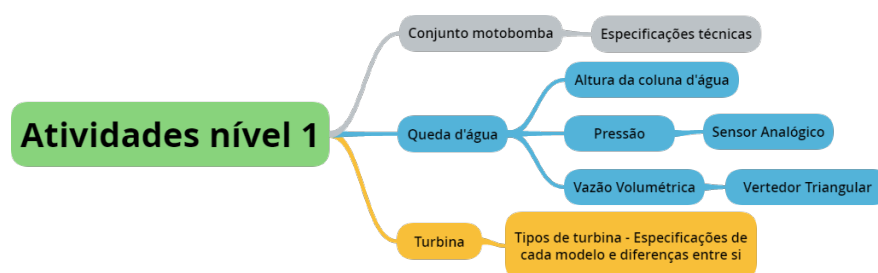 Atividades nível 1
Conjunto motobomba
Especificações técnicas
Queda d'água
Altura da coluna d'água
Pressão
Sensor Analógico
Vazão Volumétrica
Vertedor Triangular
Turbina
Tipos de turbina - Especificações de
cada modelo e diferenças entre si